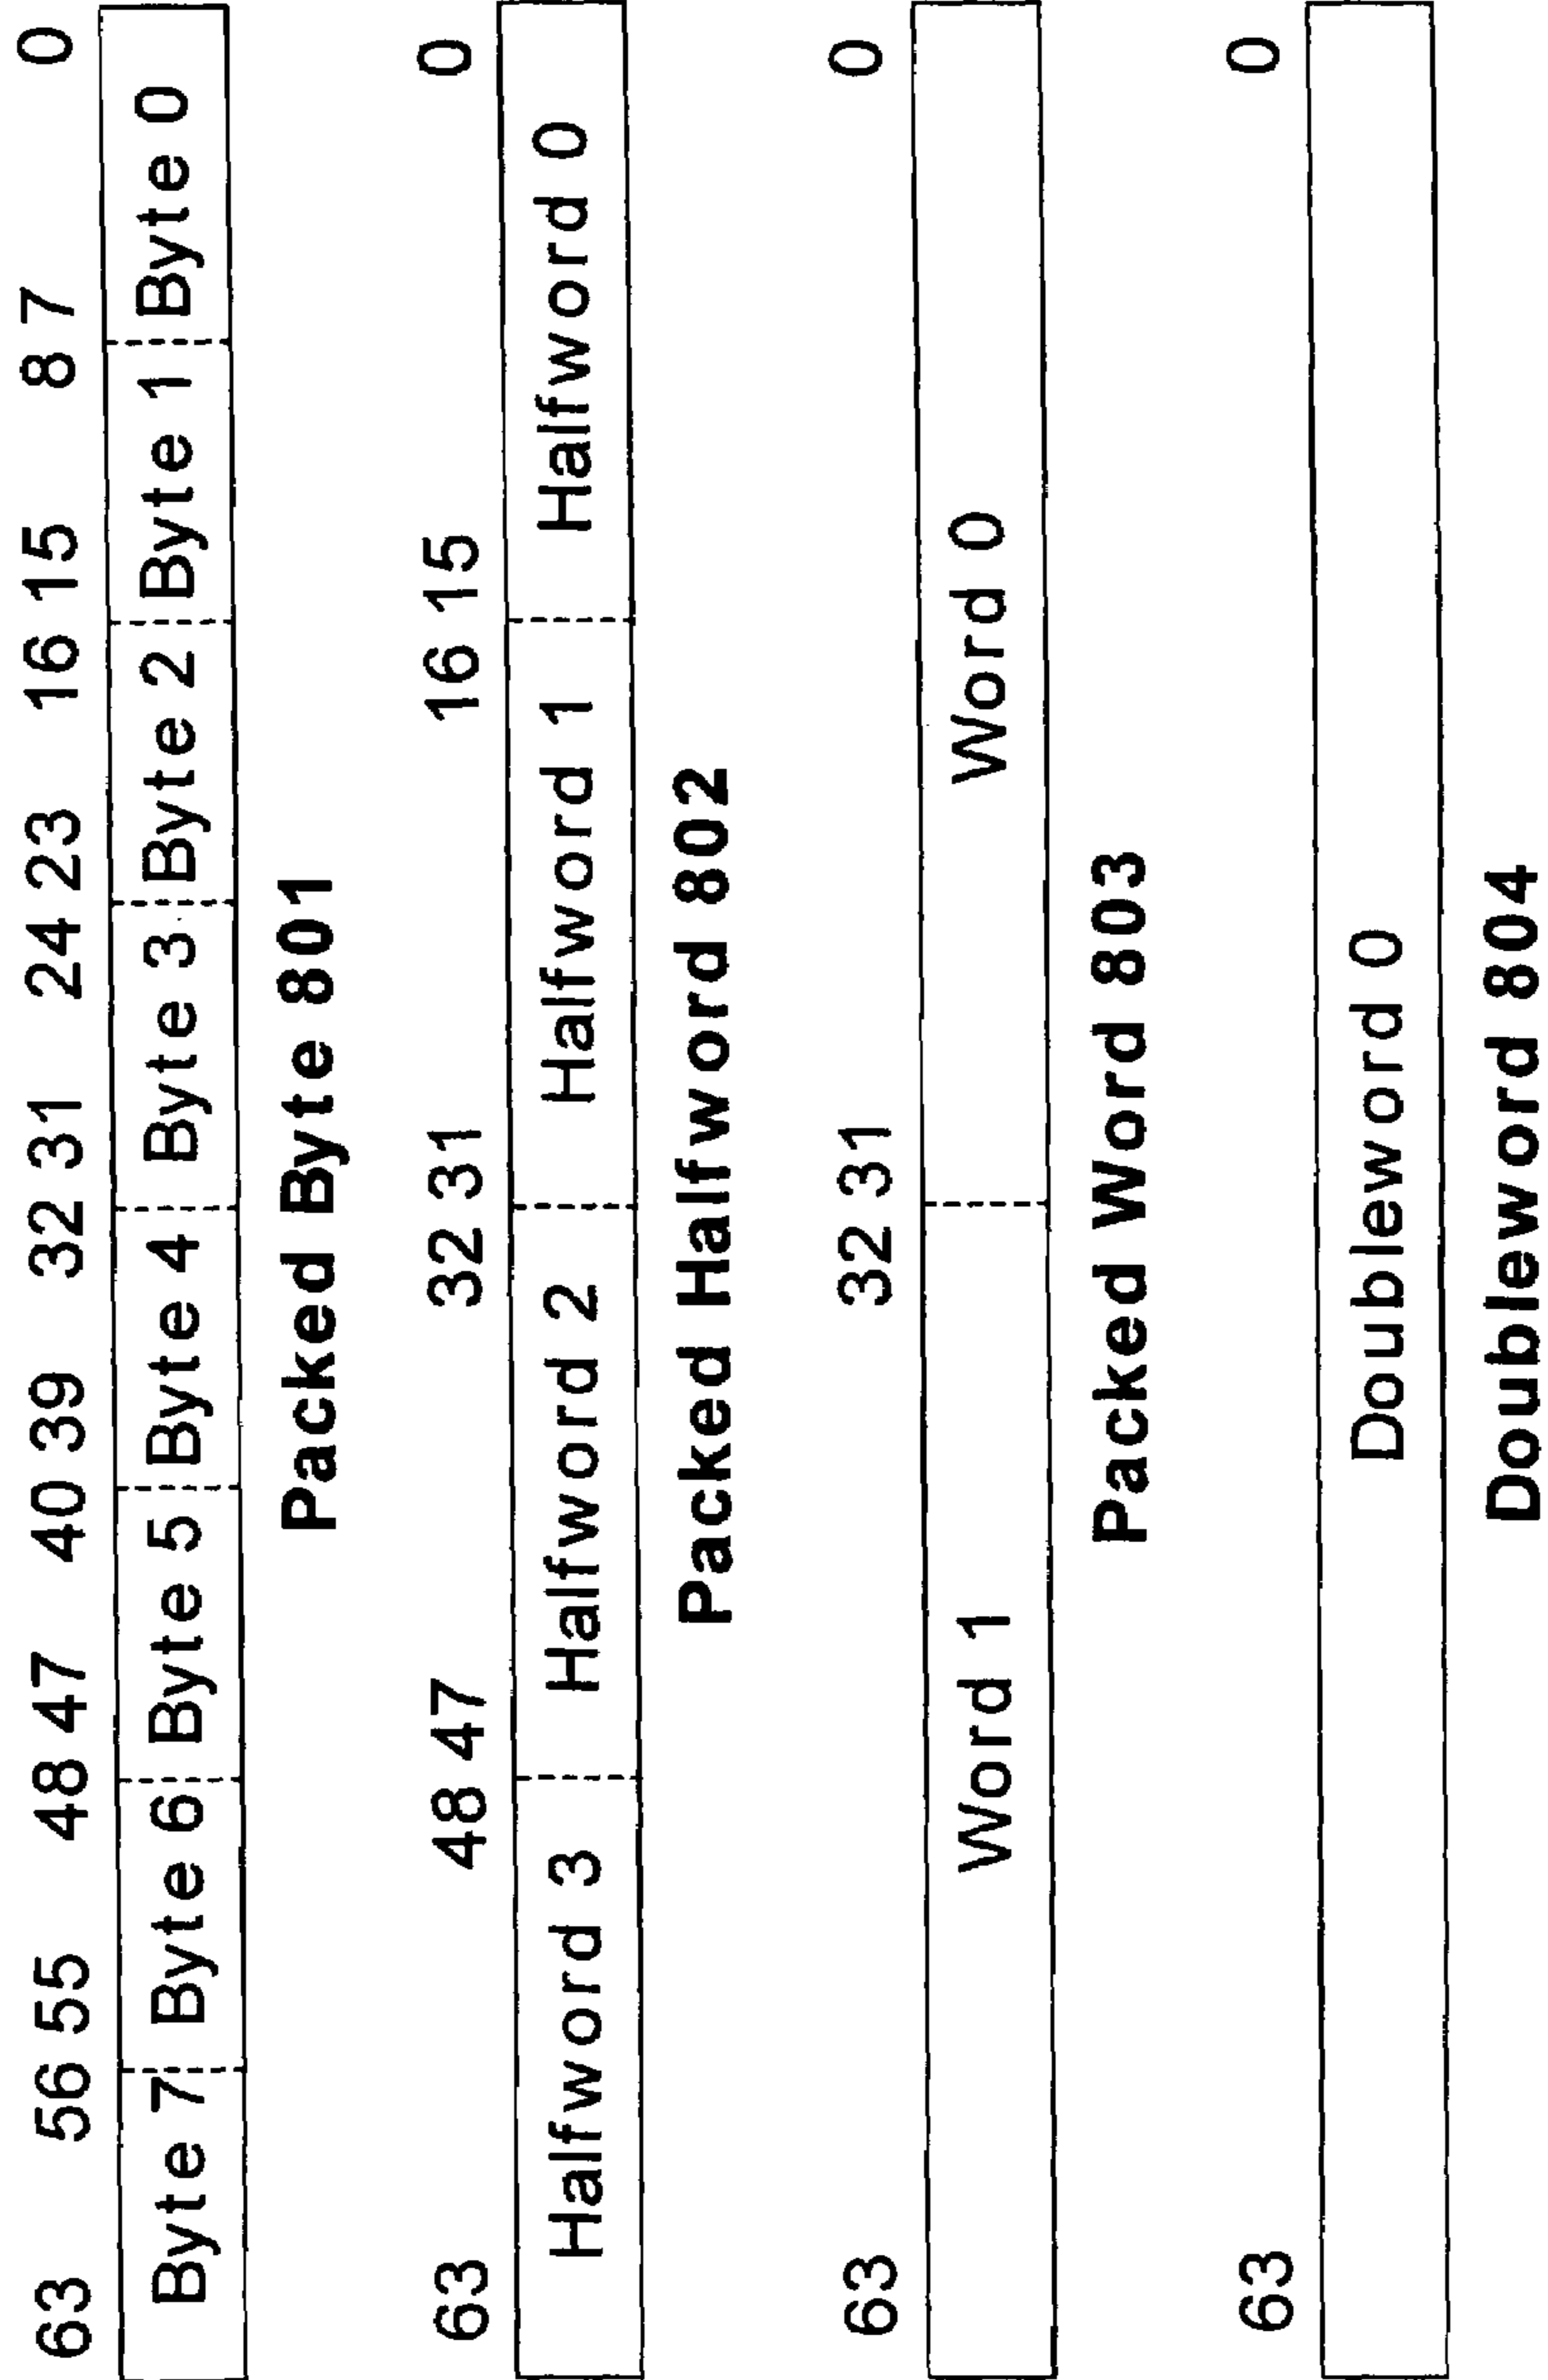 63 56 55 48 47 40 39 32 31 24 23 16 15 8 7 0
Byte 7 Byte 6 Byte 5 Byte 4 Byte 3 Byte 2 Byte 1 Byte 0
Packed Byte 801
63 48 47 32 31 16 15 0
Halfword 3 Halfword 2 Halfword 1 Halfword 0
Packed Halfword 802
63 32 31 0
Word 1 Word 0
Packed Word 803
63 0
Doubleword 0
Doubleword 804